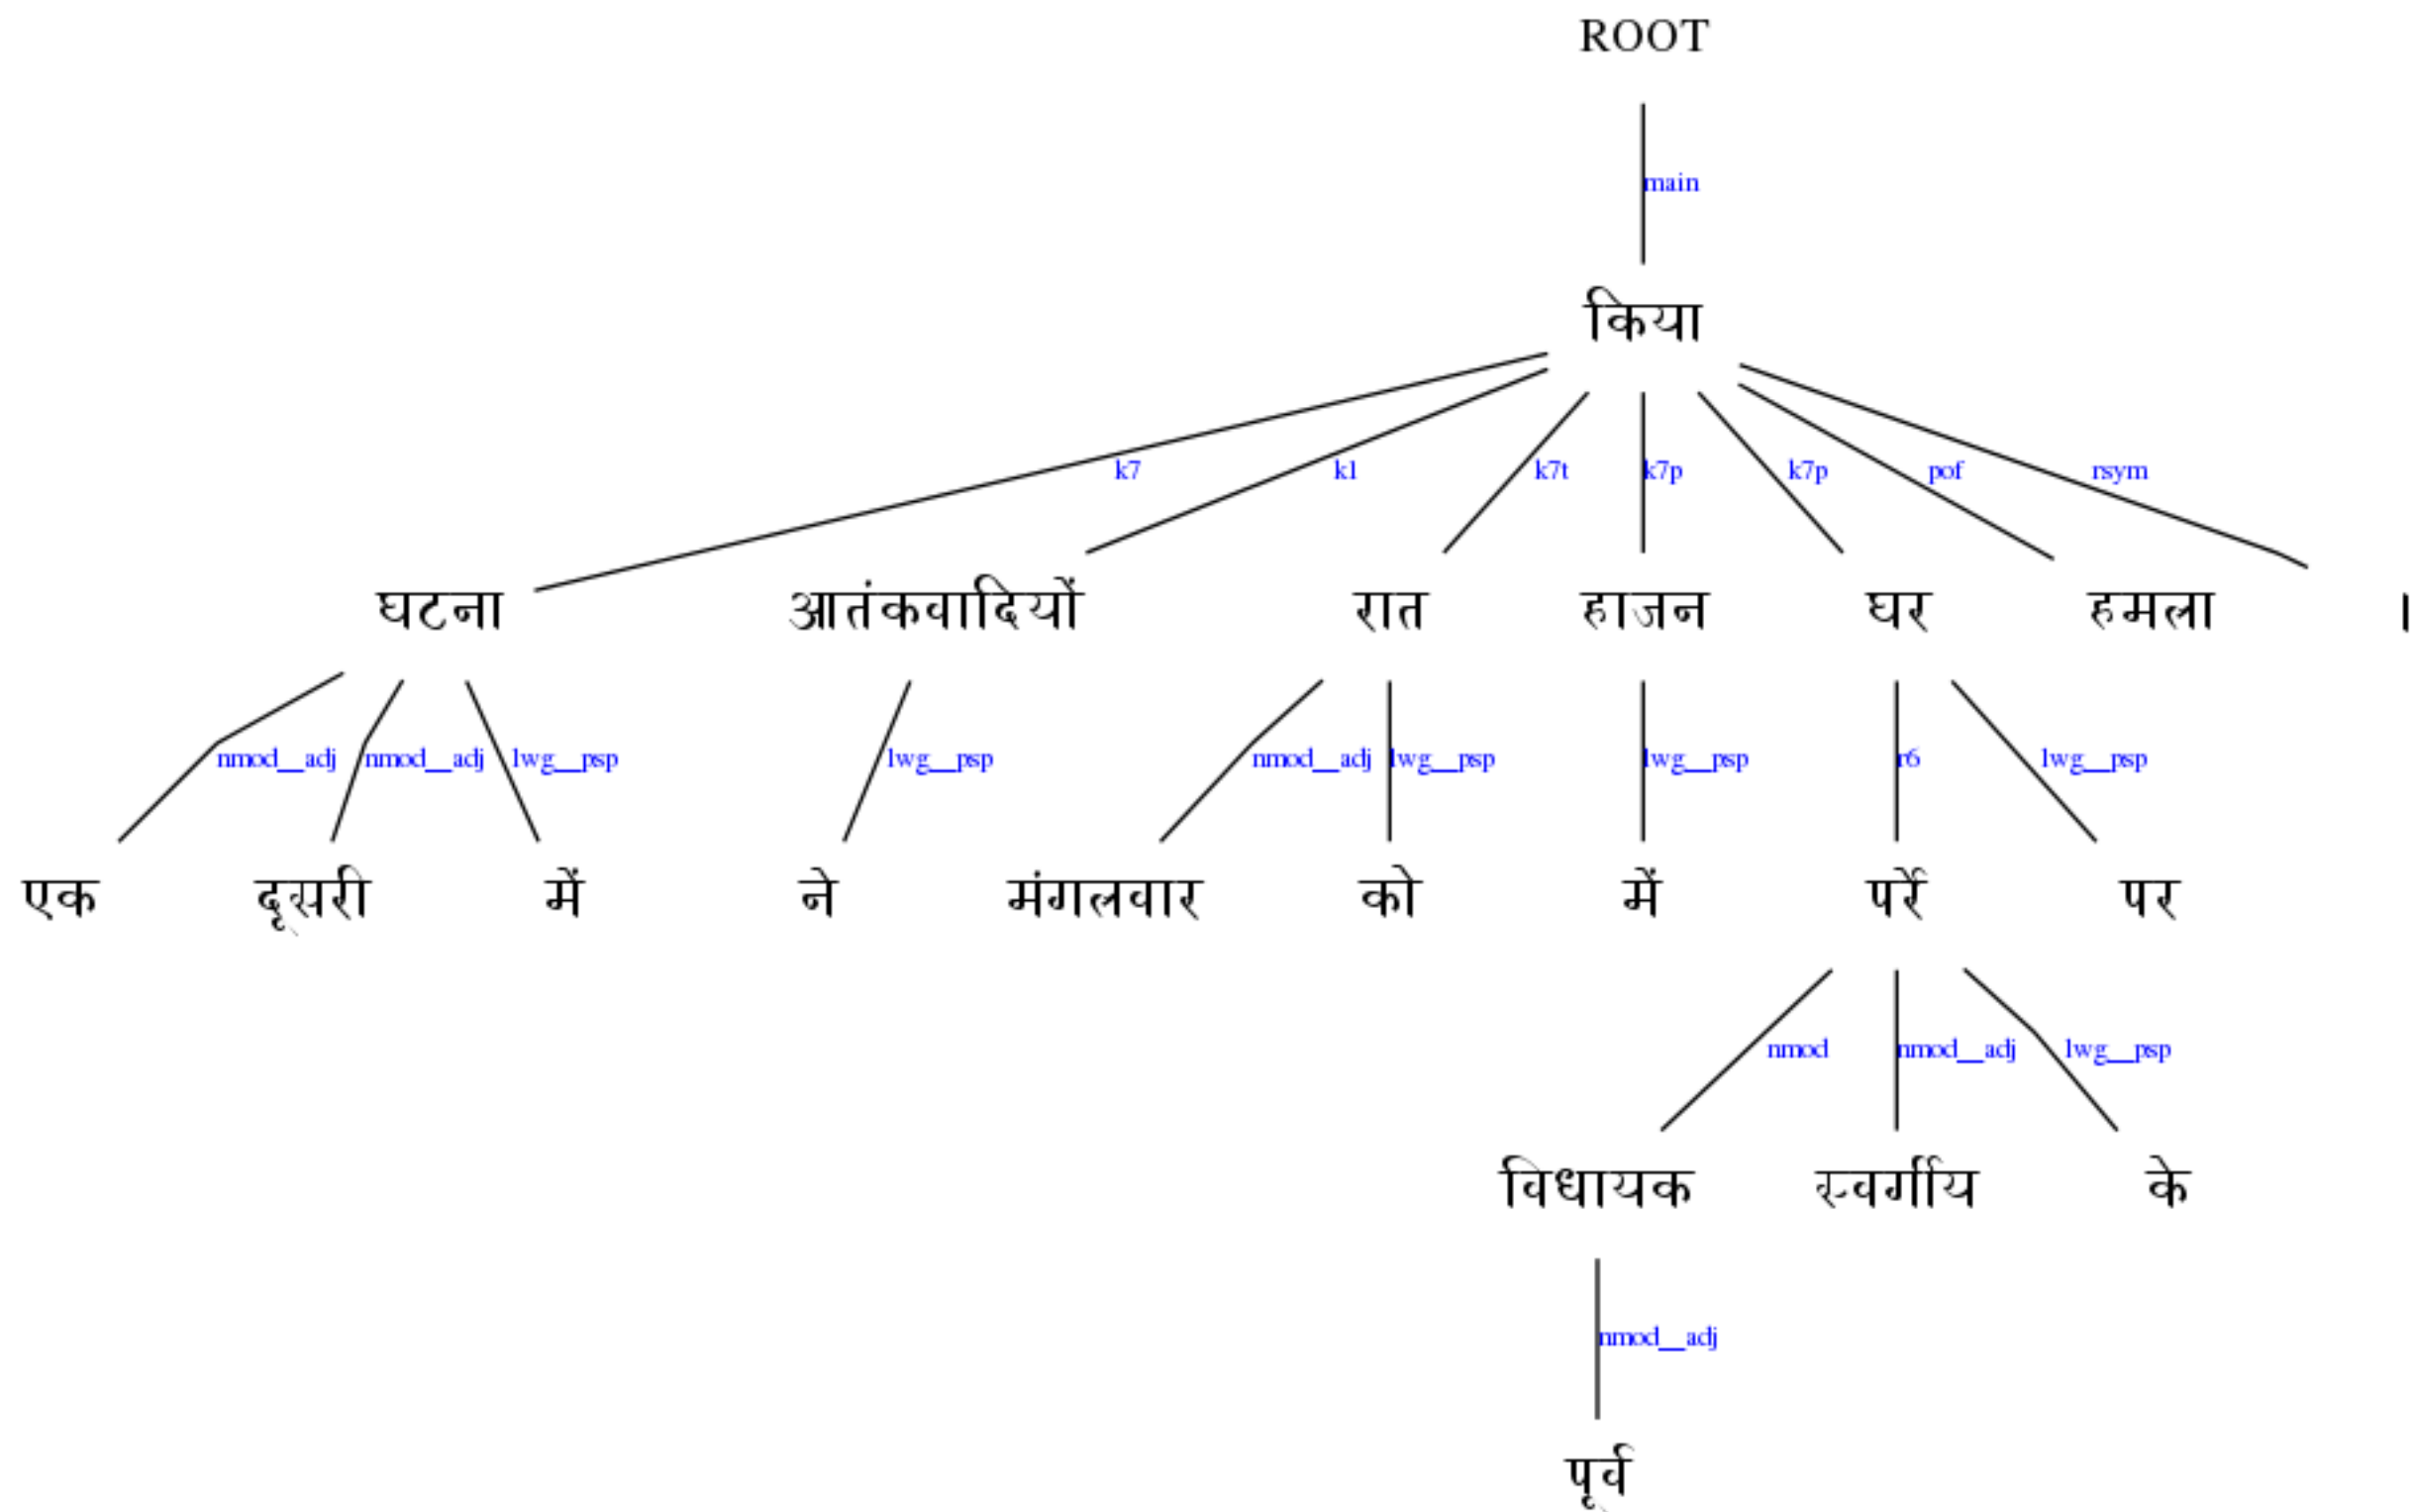 ROOT
main
किया
k7 k1 k7t k7p k7p pof rsym
घटना आतंकवादियों रात हाजन घर हमला ।
nmod__adj nmod__adj lwg__psp lwg__psp nmod__adj lwg__psp lwg__psp r6 lwg__psp
एक दूसरी में ने मंगलवार को में पर्रे पर
nmod nmod__adj lwg__psp
विधायक स्वर्गीय के
nmod__adj
पूर्व